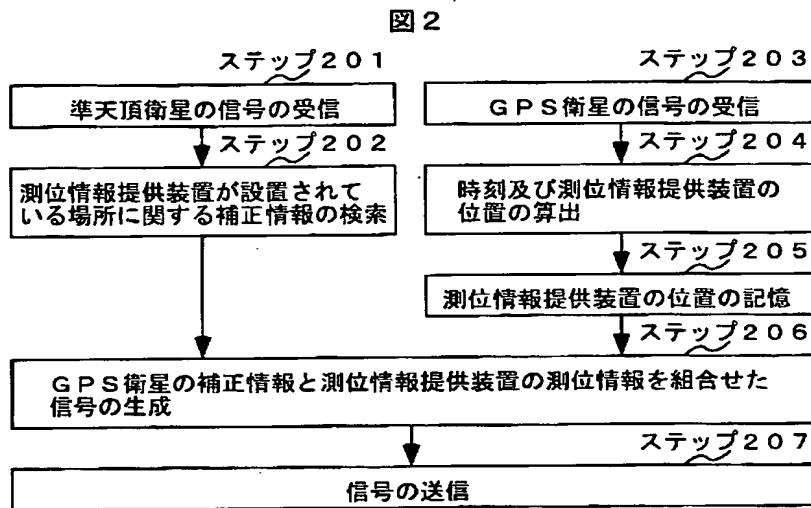 図２
ステップ２０１
準天頂衛星の信号の受信
ステップ２０２
測位情報提供装置が設置されて
いる場所に関する補正情報の検索
ステップ２０３
ＧＰＳ衛星の信号の受信
ステップ２０４
時刻及び測位情報提供装置の
位置の算出
ステップ２０５
測位情報提供装置の位置の記憶
ステップ２０６
ＧＰＳ衛星の補正情報と測位情報提供装置の測位情報を組合せた
信号の生成
ステップ２０７
信号の送信